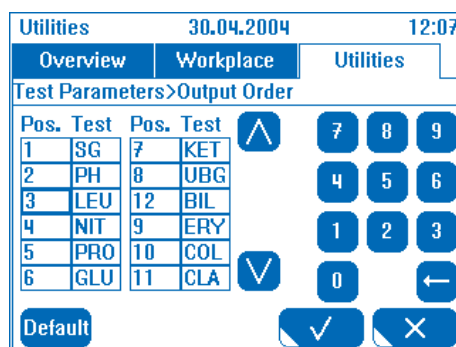 Utilities 30.04.2004 12:07
Overview Workplace Utilities
Test Parameters>Output Order
Pos. Test Pos. Test
1 SG 7 KET
2 PH 8 UBG
3 LEU 12 BIL
4 NIT 9 ERY
5 PRO 10 COL
6 GLU 11 CLA
7 8 9
4 5 6
1 2 3
0
Default